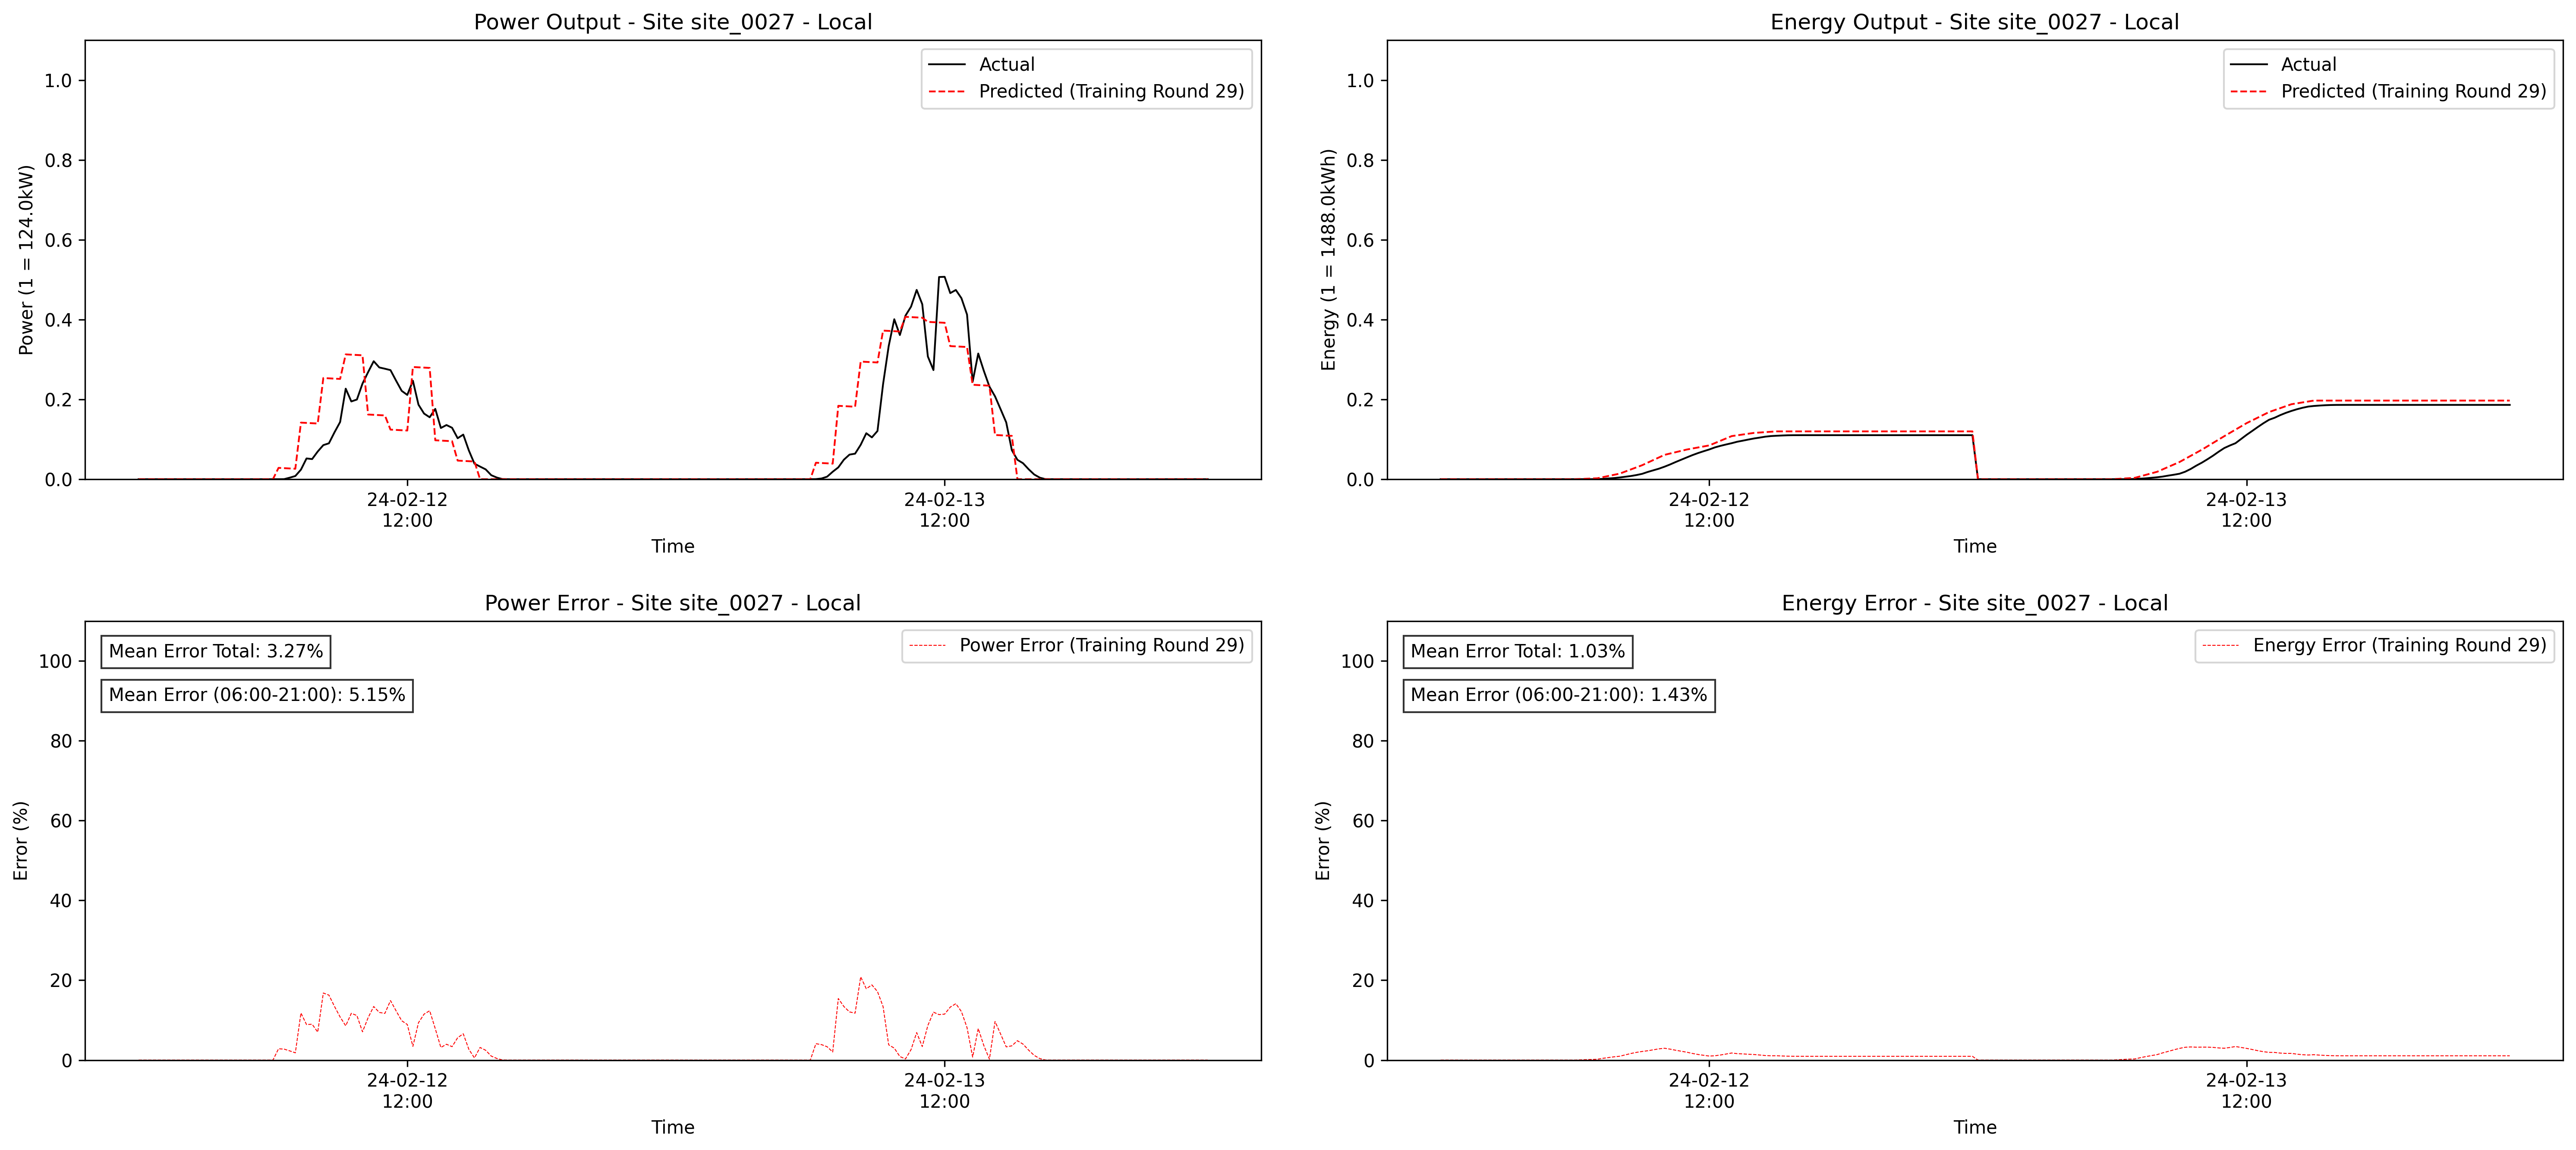 Power Output - Site site_0027 - Local
Actual
Predicted (Training Round 29)
1.0
0.8
0.6
0.4
0.2
0.0
Power (1 = 124.0kW)
24-02-12
12:00
24-02-13
12:00
Time
Energy Output - Site site_0027 - Local
Actual
Predicted (Training Round 29)
1.0
0.8
0.6
0.4
0.2
0.0
Energy (1 = 1488.0kWh)
24-02-12
12:00
24-02-13
12:00
Time
Power Error - Site site_0027 - Local
Mean Error Total: 3.27%
Mean Error (06:00-21:00): 5.15%
Power Error (Training Round 29)
100
80
60
40
20
0
Error (%)
24-02-12
12:00
24-02-13
12:00
Time
Energy Error - Site site_0027 - Local
Mean Error Total: 1.03%
Mean Error (06:00-21:00): 1.43%
Energy Error (Training Round 29)
100
80
60
40
20
0
Error (%)
24-02-12
12:00
24-02-13
12:00
Time